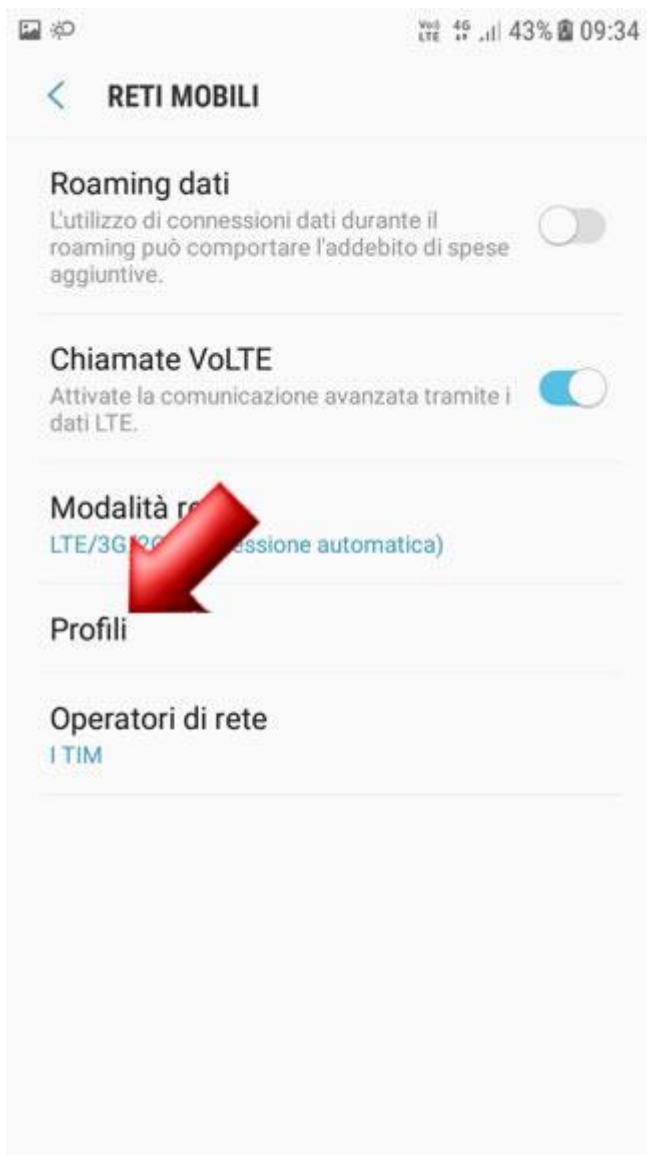 VoLTE 4G 43% 09:34
RETI MOBILI
Roaming dati
L'utilizzo di connessioni dati durante il
roaming può comportare l'addebito di spese
aggiuntive.
Chiamate VoLTE
Attivate la comunicazione avanzata tramite i
dati LTE.
Modalità
LTE/3G automatica)
Profili
Operatori di rete
I TIM